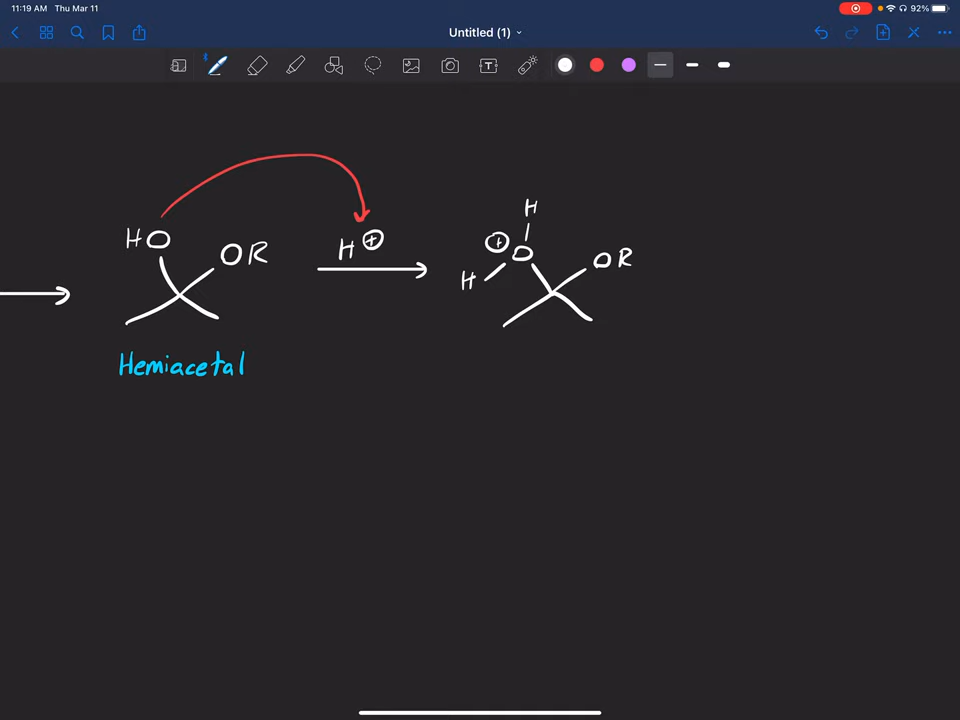 11:19 AM Thu Mar 11
92%
Untitled (1)
T
HO
OR
H⊕
H
⊕
O
H
OR
Hemiacetal